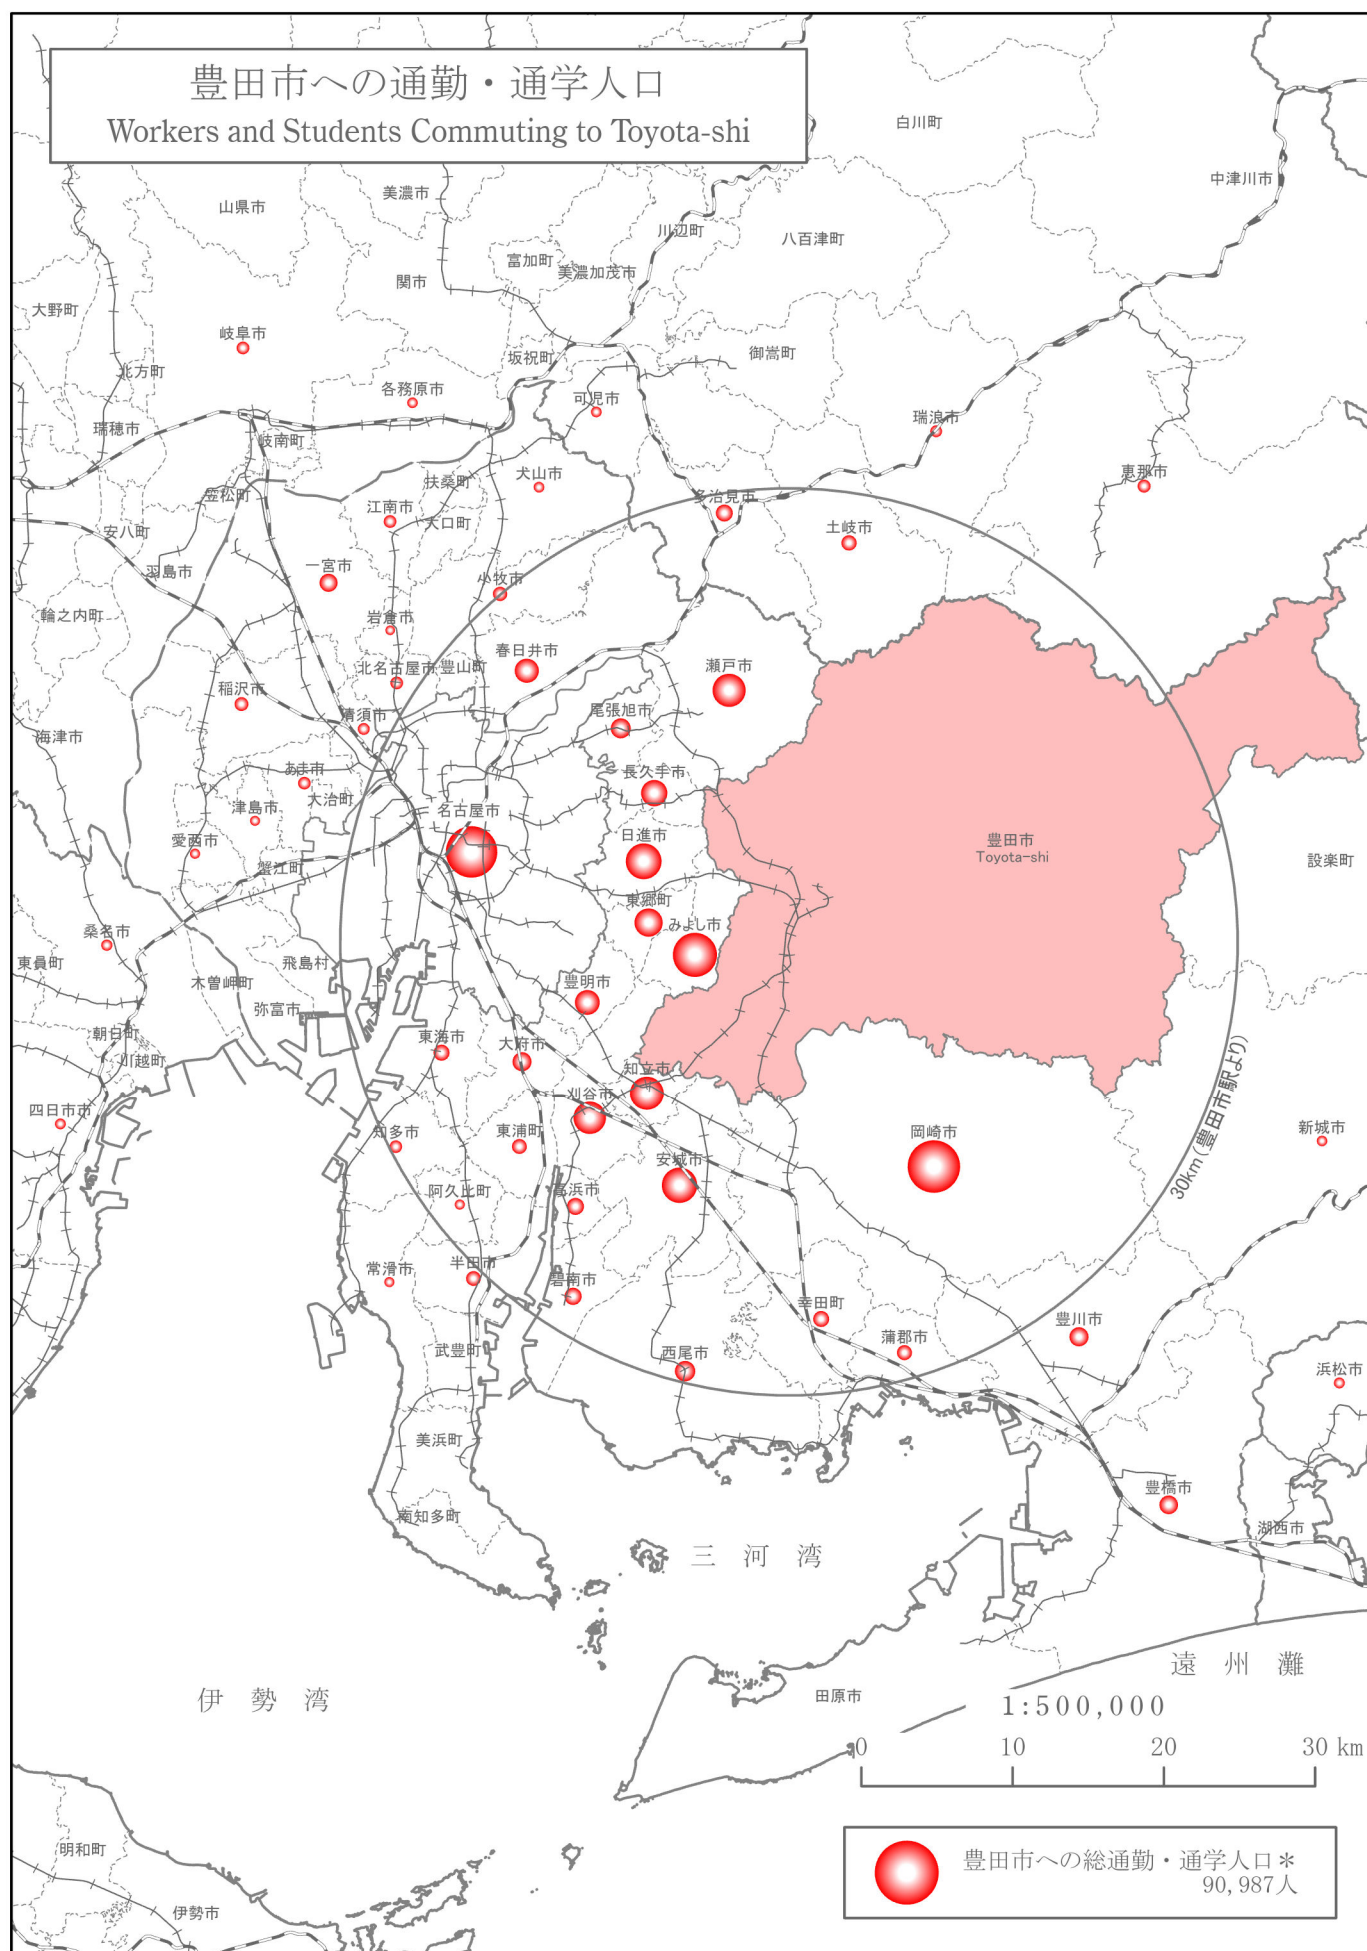 豊田市への通勤・通学人口
Workers and Students Commuting to Toyota-shi
白川町
中津川市
美濃市
山県市
川辺町
八百津町
富加町
美濃加茂市
関市
大野町
岐阜市
坂祝町
御嵩町
北方町
各務原市
可児市
瑞浪市
瑞穂市
岐南町
恵那市
犬山市
扶桑町
笠松町
多治見市
江南市
大口町
土岐市
安八町
一宮市
羽島市
小牧市
輪之内町
岩倉市
春日井市
豊山町
北名古屋市
瀬戸市
稲沢市
尾張旭市
清須市
海津市
あま市
長久手市
大治町
津島市
名古屋市
日進市
愛西市
豊田市
Toyota-shi
設楽町
蟹江町
東郷町
みよし市
桑名市
東員町
飛島村
木曽岬町
豊明市
弥富市
朝日町
東海市
大府市
川越町
知立市
刈谷市
四日市市
知多市
東浦町
岡崎市
新城市
安城市
30km(豊田市駅より)
阿久比町
高浜市
常滑市
半田市
碧南市
幸田町
豊川市
蒲郡市
武豊町
西尾市
浜松市
美浜町
豊橋市
南知多町
湖西市
三河湾
遠州灘
田原市
伊勢湾
1:500,000
0 10 20 30 km
明和町
豊田市への総通勤・通学人口＊
90,987人
伊勢市